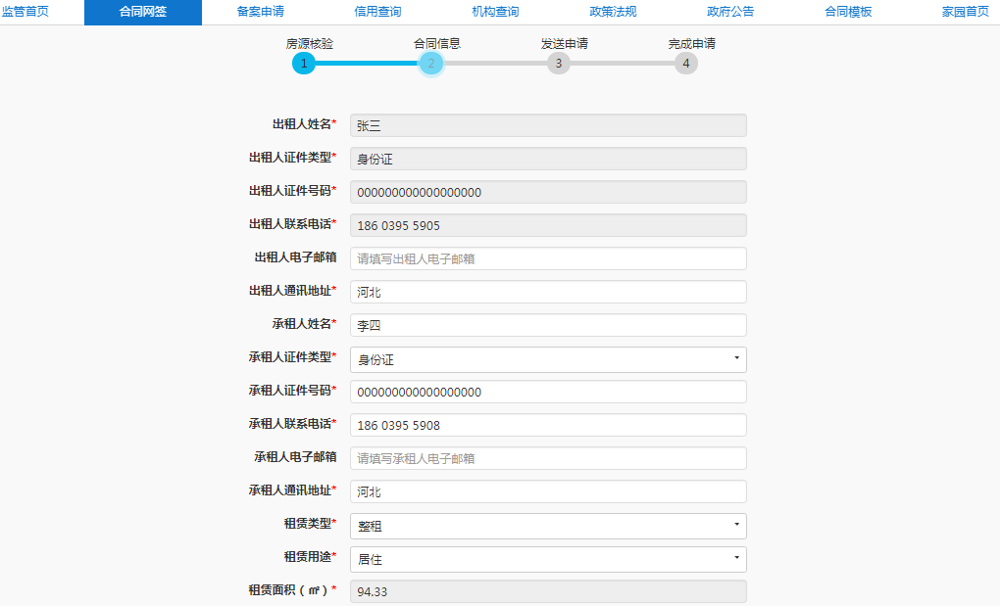 监管首页 合同网签 备案申请 信用查询 机构查询 政策法规 政府公告 合同模板 家园首页
房源核验 合同信息 发送申请 完成申请
1 2 3 4
出租人姓名* 张三
出租人证件类型* 身份证
出租人证件号码* 000000000000000000
出租人联系电话* 186 0395 5905
出租人电子邮箱 请填写出租人电子邮箱
出租人通讯地址* 河北
承租人姓名* 李四
承租人证件类型* 身份证
承租人证件号码* 000000000000000000
承租人联系电话* 186 0395 5908
承租人电子邮箱 请填写承租人电子邮箱
承租人通讯地址* 河北
租赁类型* 整租
租赁用途* 居住
租赁面积（㎡）* 94.33